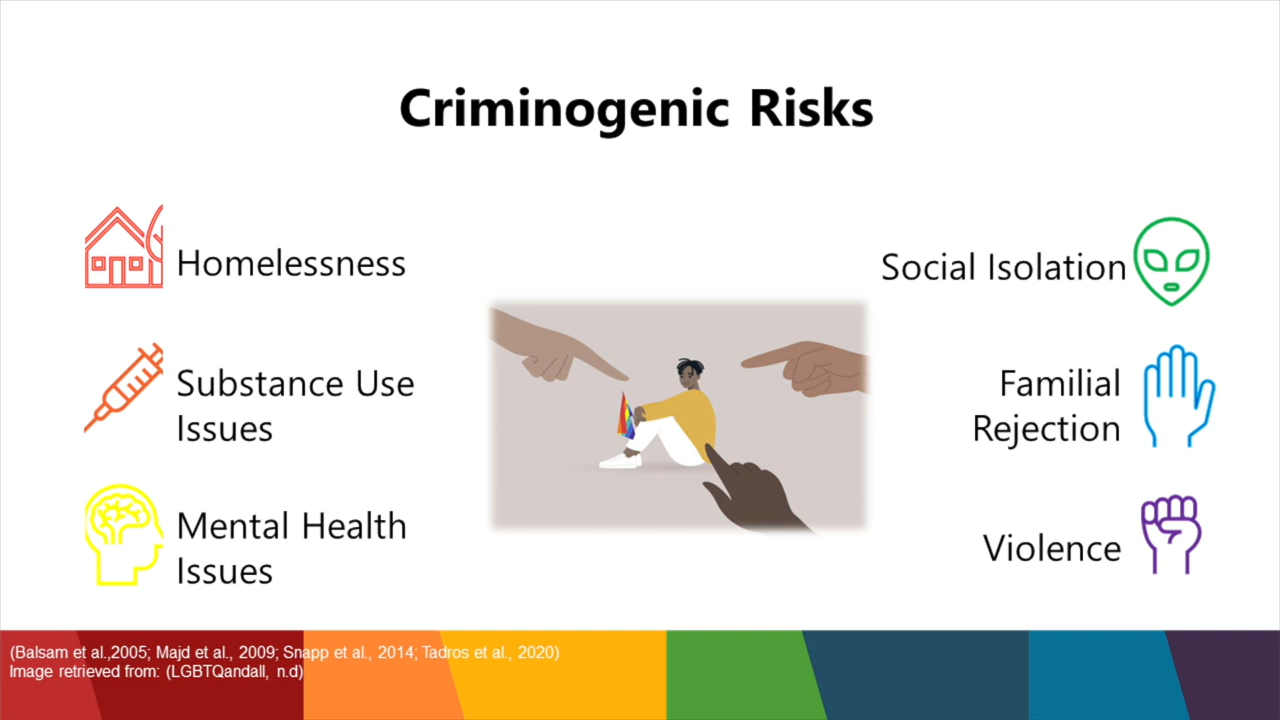 Criminogenic Risks
Homelessness
Substance Use
Issues
Mental Health
Issues
Social Isolation
Familial
Rejection
Violence
(Balsam et al.,2005; Majd et al., 2009; Snapp et al., 2014; Tadros et al., 2020)
Image retrieved from: (LGBTQandall, n.d)